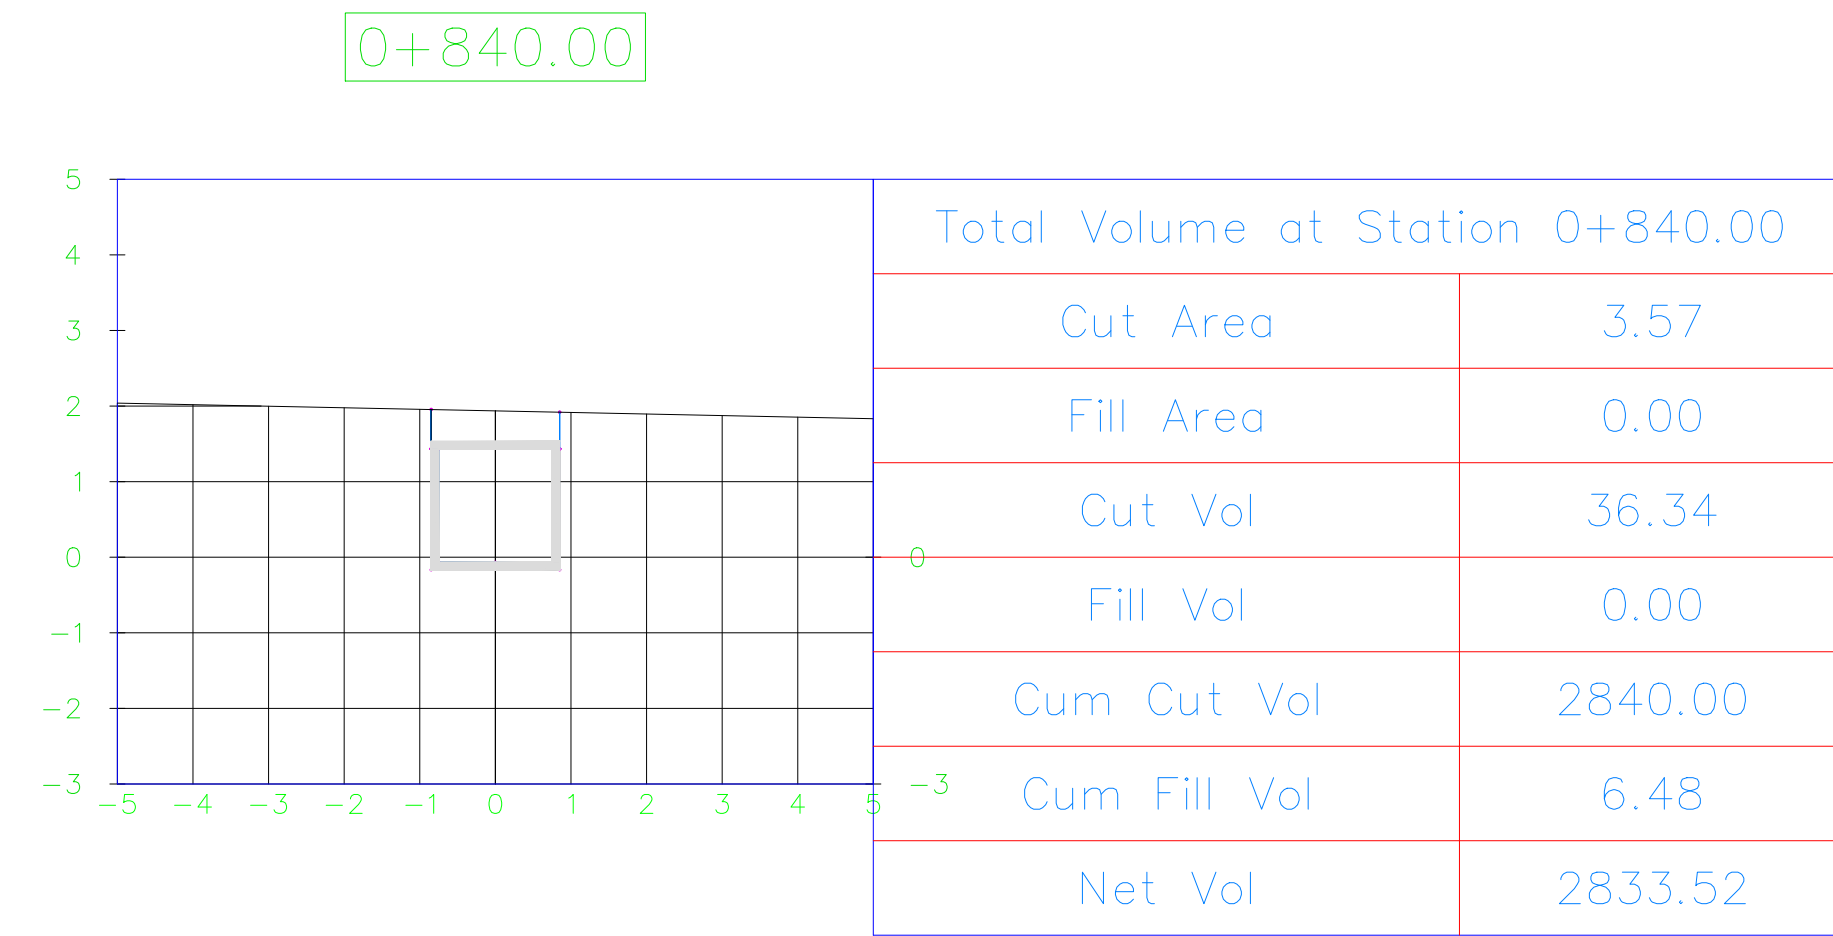 0+840.00
5
4
3
2
1
0
-1
-2
-3
-5 -4 -3 -2 -1 0 1 2 3 4 5
0
-3
Total Volume at Station 0+840.00
Cut Area 3.57
Fill Area 0.00
Cut Vol 36.34
Fill Vol 0.00
Cum Cut Vol 2840.00
Cum Fill Vol 6.48
Net Vol 2833.52